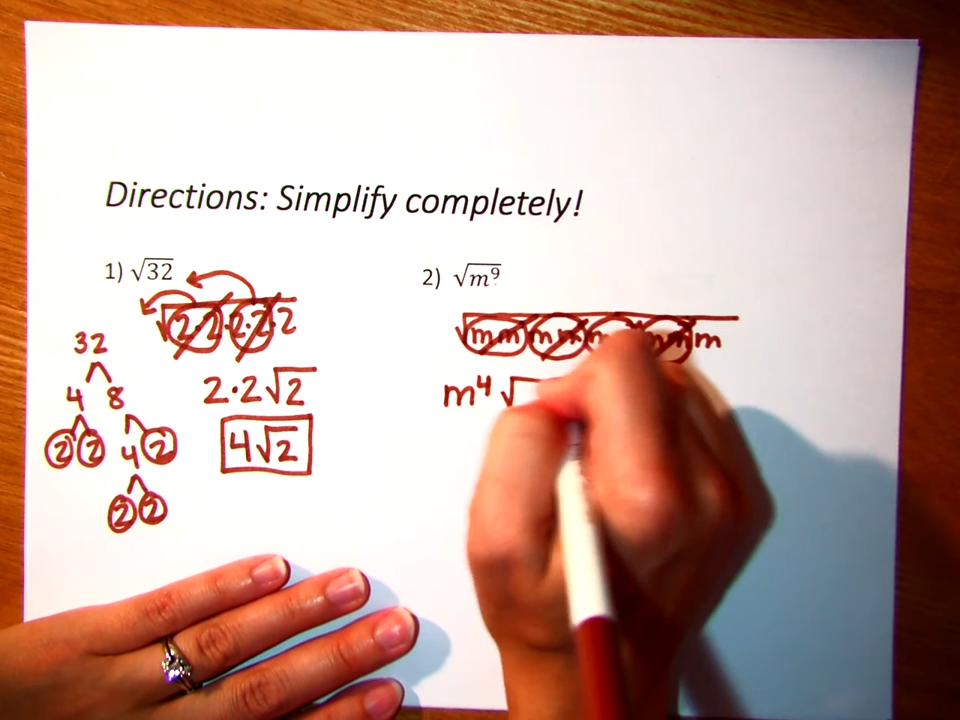 Directions: Simplify completely!
1) √32
√2·2·2·2·2
32
4 8
2 2 4 2
2 2
2·2√2
4√2
2) √m⁹
√m m m m m m m m
m⁴ √